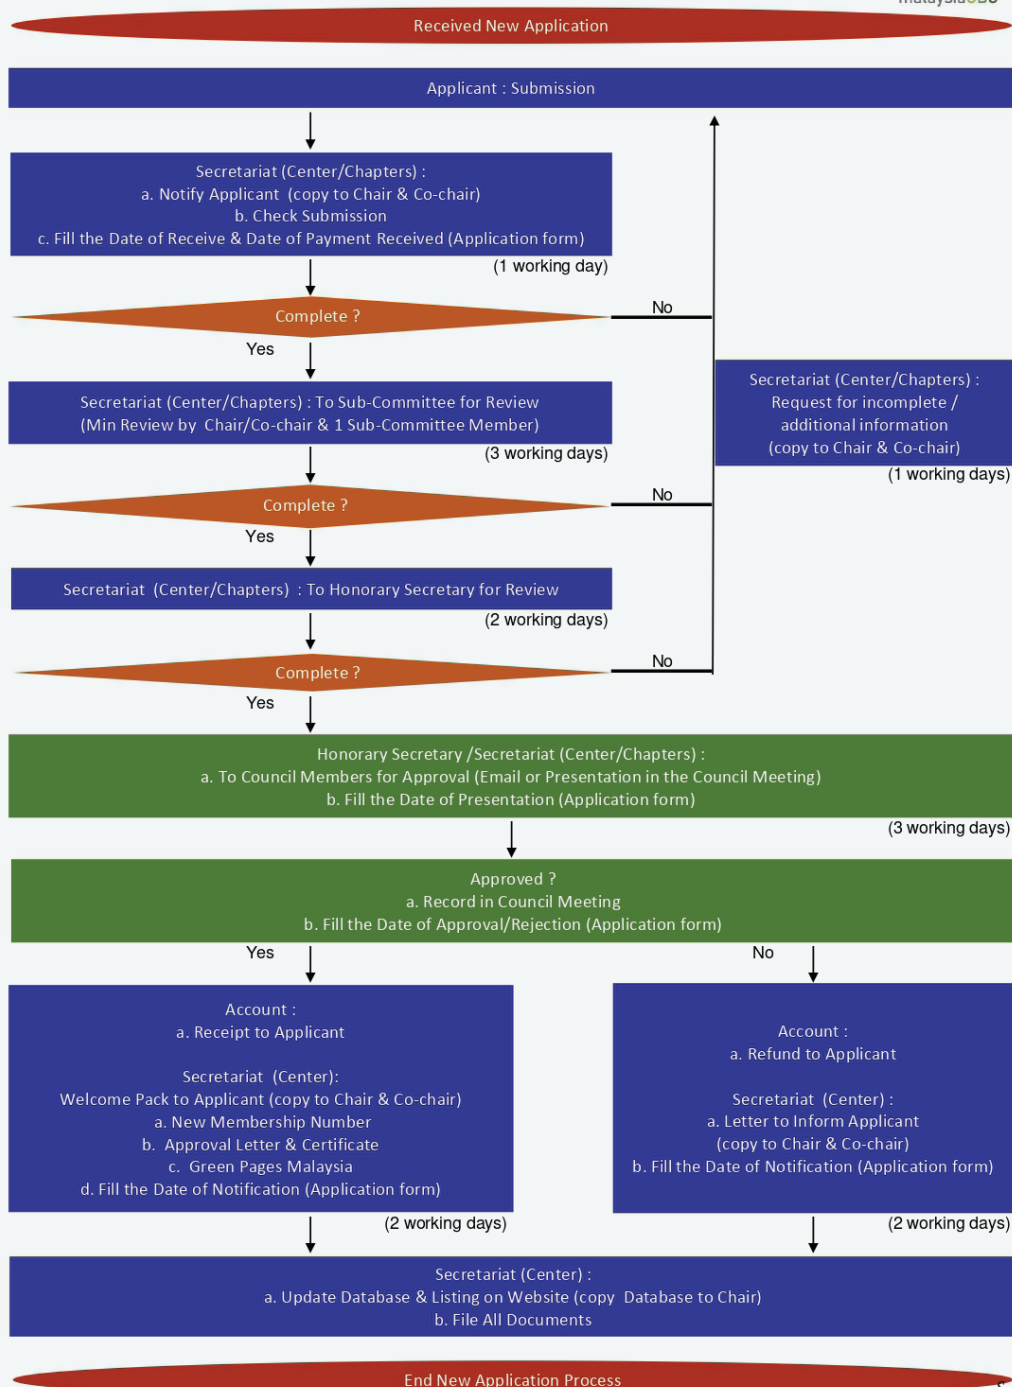 malaysiaGBC
Received New Application
Applicant : Submission
Secretariat (Center/Chapters) :
a. Notify Applicant (copy to Chair & Co-chair)
b. Check Submission
c. Fill the Date of Receive & Date of Payment Received (Application form)
(1 working day)
Complete ?
No
Yes
Secretariat (Center/Chapters) :
Request for incomplete /
additional information
(copy to Chair & Co-chair)
(1 working days)
Secretariat (Center/Chapters) : To Sub-Committee for Review
(Min Review by Chair/Co-chair & 1 Sub-Committee Member)
(3 working days)
Complete ?
No
Yes
Secretariat (Center/Chapters) : To Honorary Secretary for Review
(2 working days)
Complete ?
No
Yes
Honorary Secretary /Secretariat (Center/Chapters) :
a. To Council Members for Approval (Email or Presentation in the Council Meeting)
b. Fill the Date of Presentation (Application form)
(3 working days)
Approved ?
a. Record in Council Meeting
b. Fill the Date of Approval/Rejection (Application form)
Yes
No
Account :
a. Receipt to Applicant
Secretariat (Center):
Welcome Pack to Applicant (copy to Chair & Co-chair)
a. New Membership Number
b. Approval Letter & Certificate
c. Green Pages Malaysia
d. Fill the Date of Notification (Application form)
(2 working days)
Account :
a. Refund to Applicant
Secretariat (Center) :
a. Letter to Inform Applicant
(copy to Chair & Co-chair)
b. Fill the Date of Notification (Application form)
(2 working days)
Secretariat (Center) :
a. Update Database & Listing on Website (copy Database to Chair)
b. File All Documents
End New Application Process